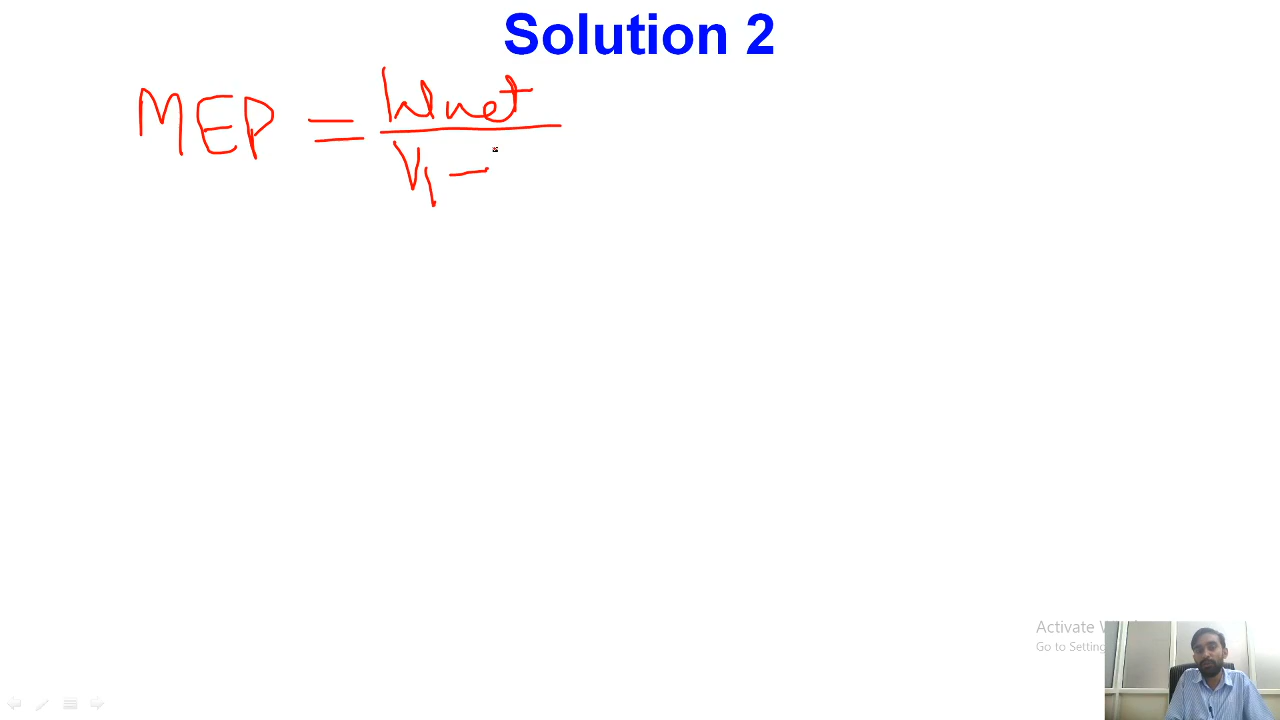 Solution 2
MEP = Wnet
V1 -
Activate
Go to Setting